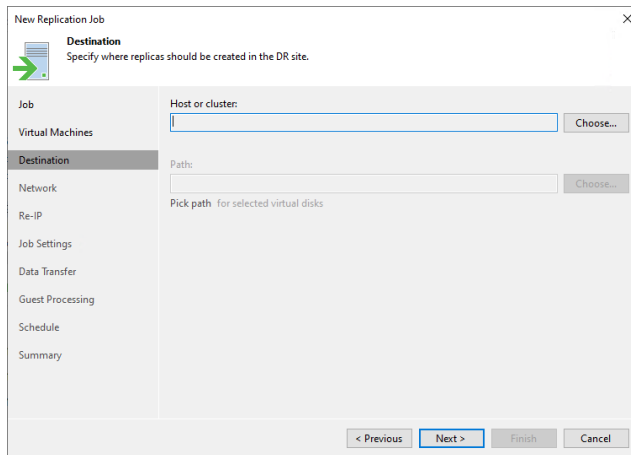 New Replication Job
Destination
Specify where replicas should be created in the DR site.
Job
Virtual Machines
Destination
Network
Re-IP
Job Settings
Data Transfer
Guest Processing
Schedule
Summary
Host or cluster:
Choose...
Path:
Choose...
Pick path for selected virtual disks
< Previous
Next >
Finish
Cancel